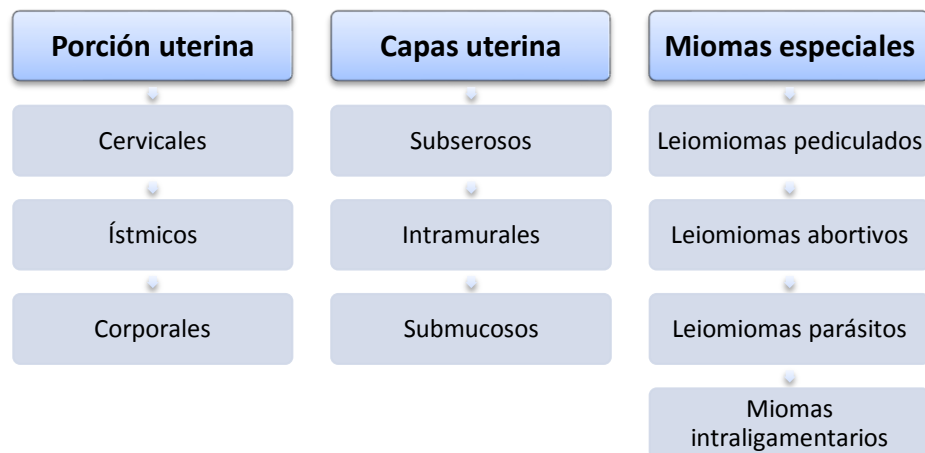 Porción uterina
Cervicales
Ístmicos
Corporales
Capas uterina
Subserosos
Intramurales
Submucosos
Miomas especiales
Leiomiomas pediculados
Leiomiomas abortivos
Leiomiomas parásitos
Miomas
intraligamentarios